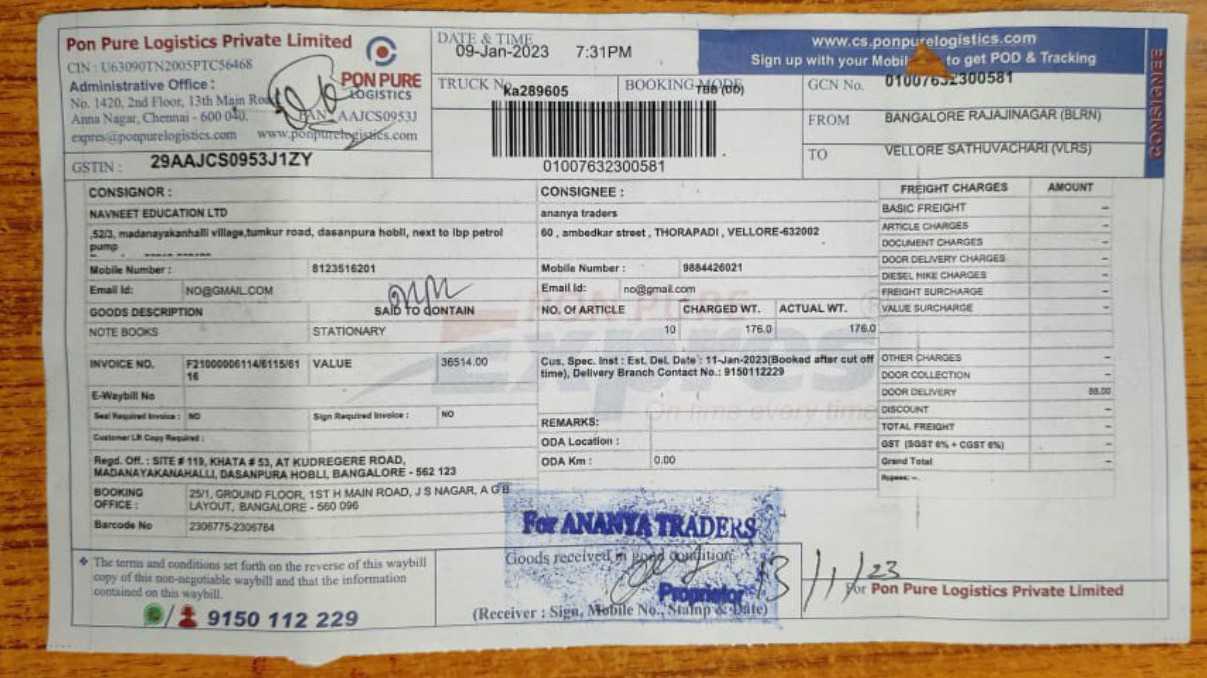 Pon Pure Logistics Private Limited
CIN : U63090TN2005PTC56468
Administrative Office :
No. 1420, 2nd Floor, 13th Main Road
Anna Nagar, Chennai - 600 040.
PAN AAJCS0953J
expres@ponpurelogistics.com www.ponpurelogistics.com
PON PURE
LOGISTICS
GSTIN : 29AAJCS0953J1ZY
DATE & TIME
09-Jan-2023 7:31PM
TRUCK No ka289605
BOOKING MODE TBB (DD)
01007632300581
www.cs.ponpurelogistics.com
Sign up with your Mobil to get POD & Tracking
GCN No. 01007632300581
FROM BANGALORE RAJAJINAGAR (BLRN)
TO VELLORE SATHUVACHARI (VLRS)
CONSIGNEE
CONSIGNOR :
NAVNEET EDUCATION LTD
,52/3, madanayakanhalli village,tumkur road, dasanpura hobli, next to ibp petrol
pump
Mobile Number : 8123516201
Email Id: NO@GMAIL.COM
GOODS DESCRIPTION SAID TO CONTAIN
NOTE BOOKS STATIONARY
INVOICE NO. F21000006114/6115/61
16
VALUE 36514.00
E-Waybill No
Seal Required Invoice : NO Sign Required Invoice : NO
Customer LR Copy Required :
Regd. Off. : SITE # 119, KHATA # 53, AT KUDREGERE ROAD,
MADANAYAKANAHALLI, DASANPURA HOBLI, BANGALORE - 562 123
BOOKING
OFFICE :
25/1, GROUND FLOOR, 1ST H MAIN ROAD, J S NAGAR, A G B
LAYOUT, BANGALORE - 560 096
Barcode No 2306775-2306784
CONSIGNEE :
ananya traders
60 , ambedkar street , THORAPADI , VELLORE-632002
Mobile Number : 9884426021
Email Id: no@gmail.com
NO. Of ARTICLE CHARGED WT. ACTUAL WT.
10 176.0 176.0
Cus. Spec. Inst : Est. Del. Date : 11-Jan-2023(Booked after cut off
time), Delivery Branch Contact No.: 9150112229
REMARKS:
ODA Location :
ODA Km : 0.00
PON PURE
Expres
On time every time
FREIGHT CHARGES AMOUNT
BASIC FREIGHT –
ARTICLE CHARGES –
DOCUMENT CHARGES –
DOOR DELIVERY CHARGES –
DIESEL HIKE CHARGES –
FREIGHT SURCHARGE –
VALUE SURCHARGE –
OTHER CHARGES –
DOOR COLLECTION –
DOOR DELIVERY 88.00
DISCOUNT –
TOTAL FREIGHT –
GST (SGST 6% + CGST 6%) –
Grand Total –
Rupees: --.
❖ The terms and conditions set forth on the reverse of this waybill
copy of this non-negotiable waybill and that the information
contained on this waybill.
/ 9150 112 229
For ANANYA TRADERS
Goods received in good condition
Proprietor
(Receiver : Sign, Mobile No., Stamp & Date)
13/1/23
For Pon Pure Logistics Private Limited